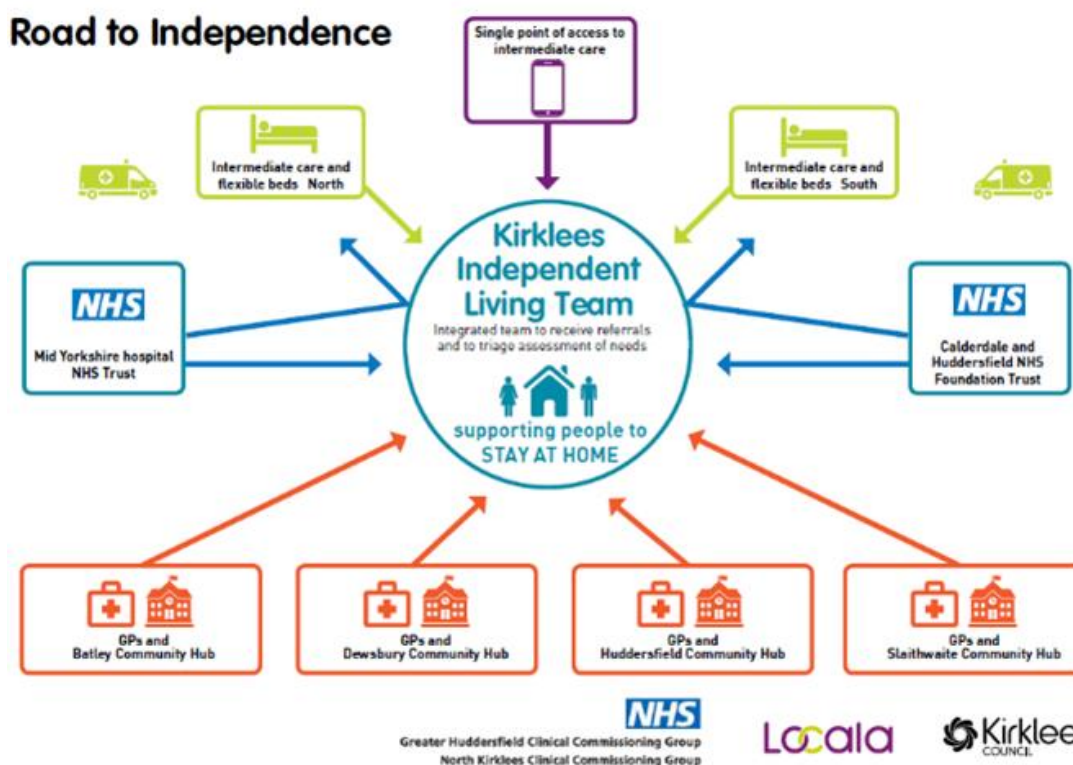 Road to Independence
Single point of access to
intermediate care
Intermediate care and
flexible beds North
Intermediate care and
flexible beds South
Kirklees
Independent
Living Team
Integrated team to receive referrals
and to triage assessment of needs
supporting people to
STAY AT HOME
NHS
Mid Yorkshire hospital
NHS Trust
NHS
Calderdale and
Huddersfield NHS
Foundation Trust
GPs and
Batley Community Hub
GPs and
Dewsbury Community Hub
GPs and
Huddersfield Community Hub
GPs and
Slaithwaite Community Hub
NHS
Greater Huddersfield Clinical Commissioning Group
North Kirklees Clinical Commissioning Group
Locala
Kirklee
COUNCIL